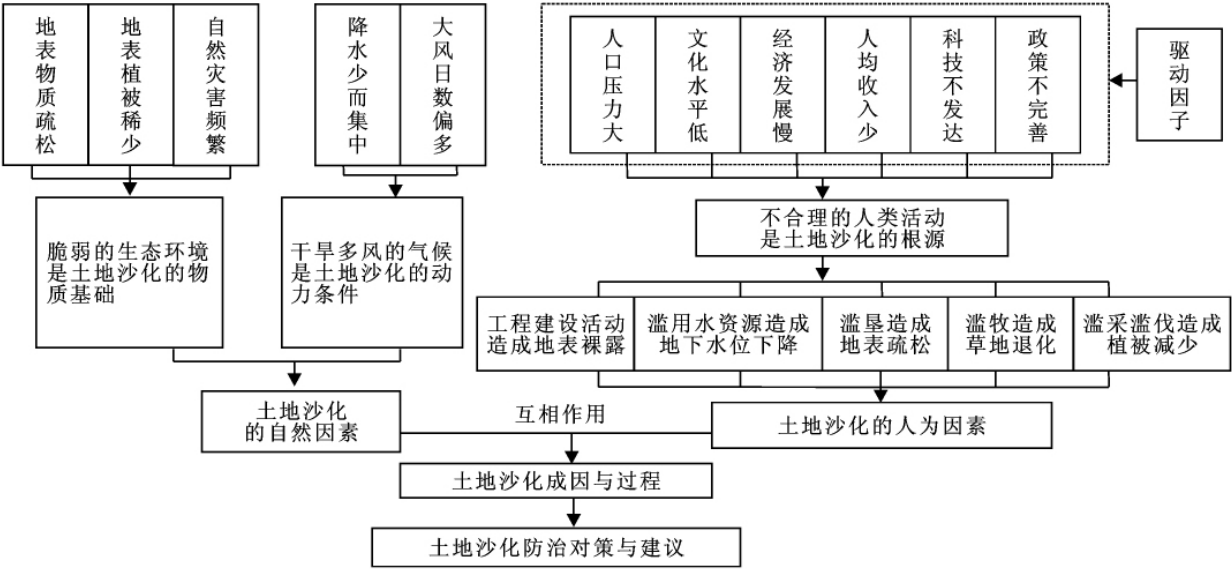 地表物质疏松
地表植被稀少
自然灾害频繁
降水少而集中
大风日数偏多
人口压力大
文化水平低
经济发展慢
人均收入少
科技不发达
政策不完善
驱动因子
脆弱的生态环境
是土地沙化的物
质基础
干旱多风的气候
是土地沙化的动
力条件
不合理的人类活动
是土地沙化的根源
工程建设活动
造成地表裸露
滥用水资源造成
地下水位下降
滥垦造成
地表疏松
滥牧造成
草地退化
滥采滥伐造成
植被减少
土地沙化
的自然因素
互相作用
土地沙化的人为因素
土地沙化成因与过程
土地沙化防治对策与建议